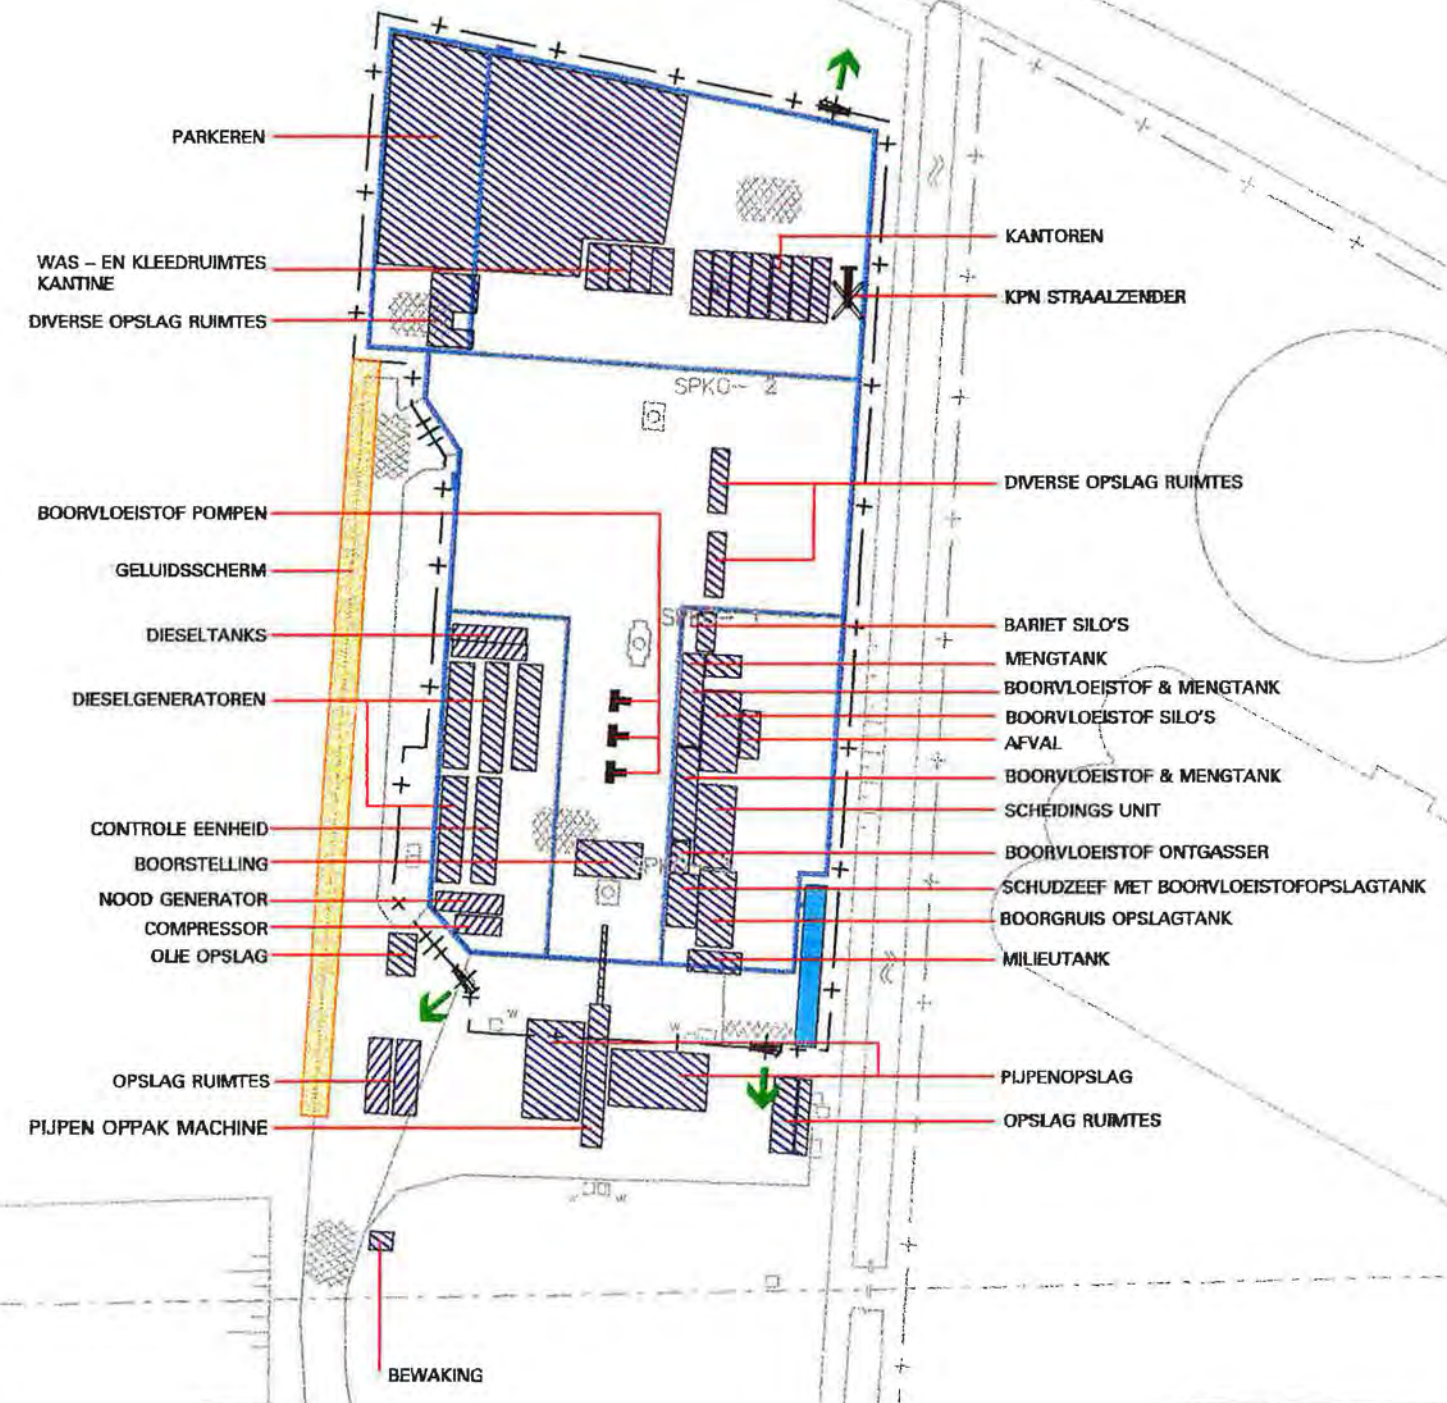 PARKEREN
WAS – EN KLEEDRUIMTES
KANTINE
DIVERSE OPSLAG RUIMTES
KANTOREN
KPN STRAALZENDER
SPKO– 2
BOORVLOEISTOF POMPEN
GELUIDSSCHERM
DIESELTANKS
DIESELGENERATOREN
CONTROLE EENHEID
BOORSTELLING
NOOD GENERATOR
COMPRESSOR
OLIE OPSLAG
DIVERSE OPSLAG RUIMTES
BARIET SILO'S
MENGTANK
BOORVLOEISTOF & MENGTANK
BOORVLOEISTOF SILO'S
AFVAL
BOORVLOEISTOF & MENGTANK
SCHEIDINGS UNIT
BOORVLOEISTOF ONTGASSER
SCHUDZEEF MET BOORVLOEISTOFOPSLAGTANK
BOORGRUIS OPSLAGTANK
MILIEUTANK
W
W
OPSLAG RUIMTES
PIJPEN OPPAK MACHINE
PIJPENOPSLAG
OPSLAG RUIMTES
W
BEWAKING